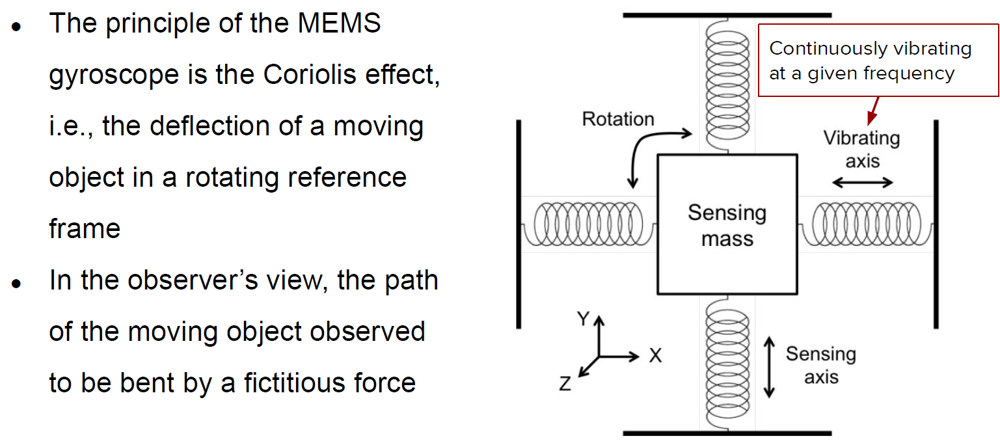 ● The principle of the MEMS
gyroscope is the Coriolis effect,
i.e., the deflection of a moving
object in a rotating reference
frame
● In the observer’s view, the path
of the moving object observed
to be bent by a fictitious force
Continuously vibrating
at a given frequency
Rotation
Vibrating
axis
Sensing
mass
Y
X
Z
Sensing
axis